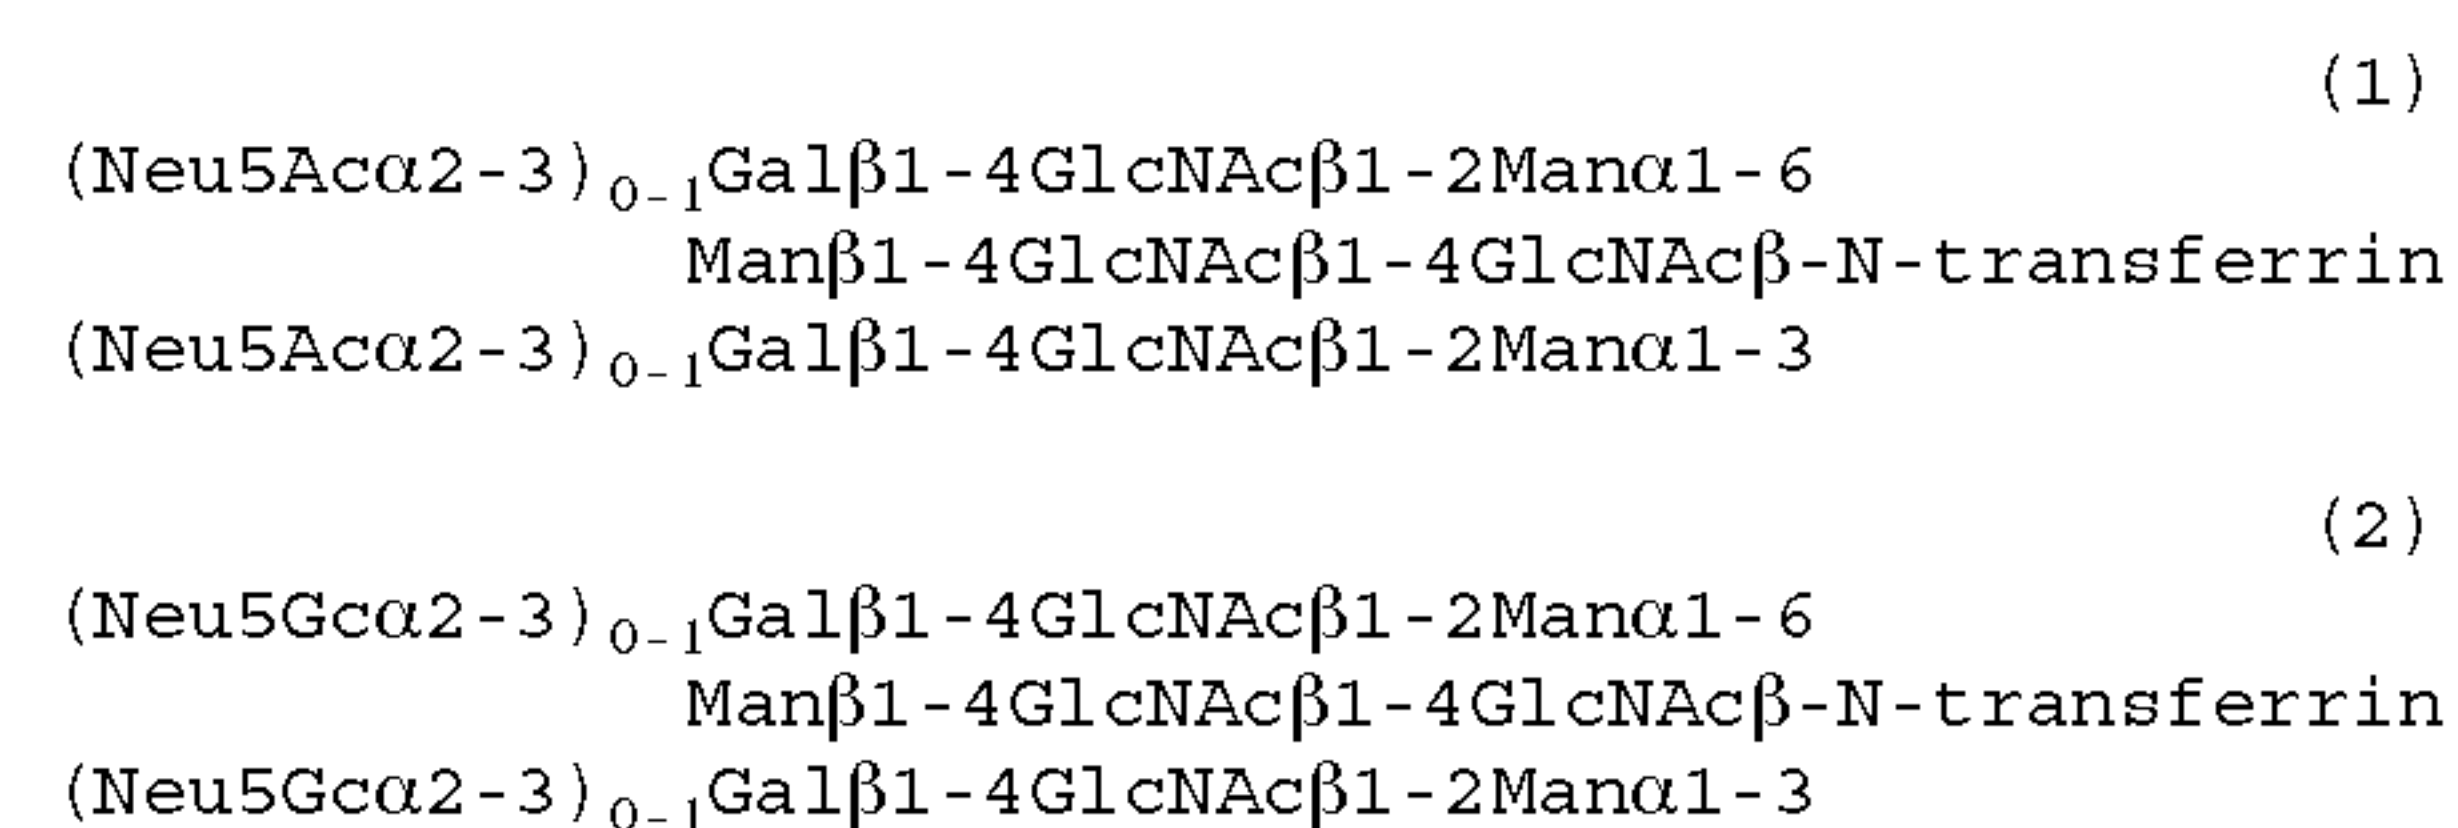 (1)
(Neu5Acα2-3)₀₋₁Galβ1-4GlcNAcβ1-2Manα1-6
Manβ1-4GlcNAcβ1-4GlcNAcβ-N-transferrin
(Neu5Acα2-3)₀₋₁Galβ1-4GlcNAcβ1-2Manα1-3
(2)
(Neu5Gcα2-3)₀₋₁Galβ1-4GlcNAcβ1-2Manα1-6
Manβ1-4GlcNAcβ1-4GlcNAcβ-N-transferrin
(Neu5Gcα2-3)₀₋₁Galβ1-4GlcNAcβ1-2Manα1-3